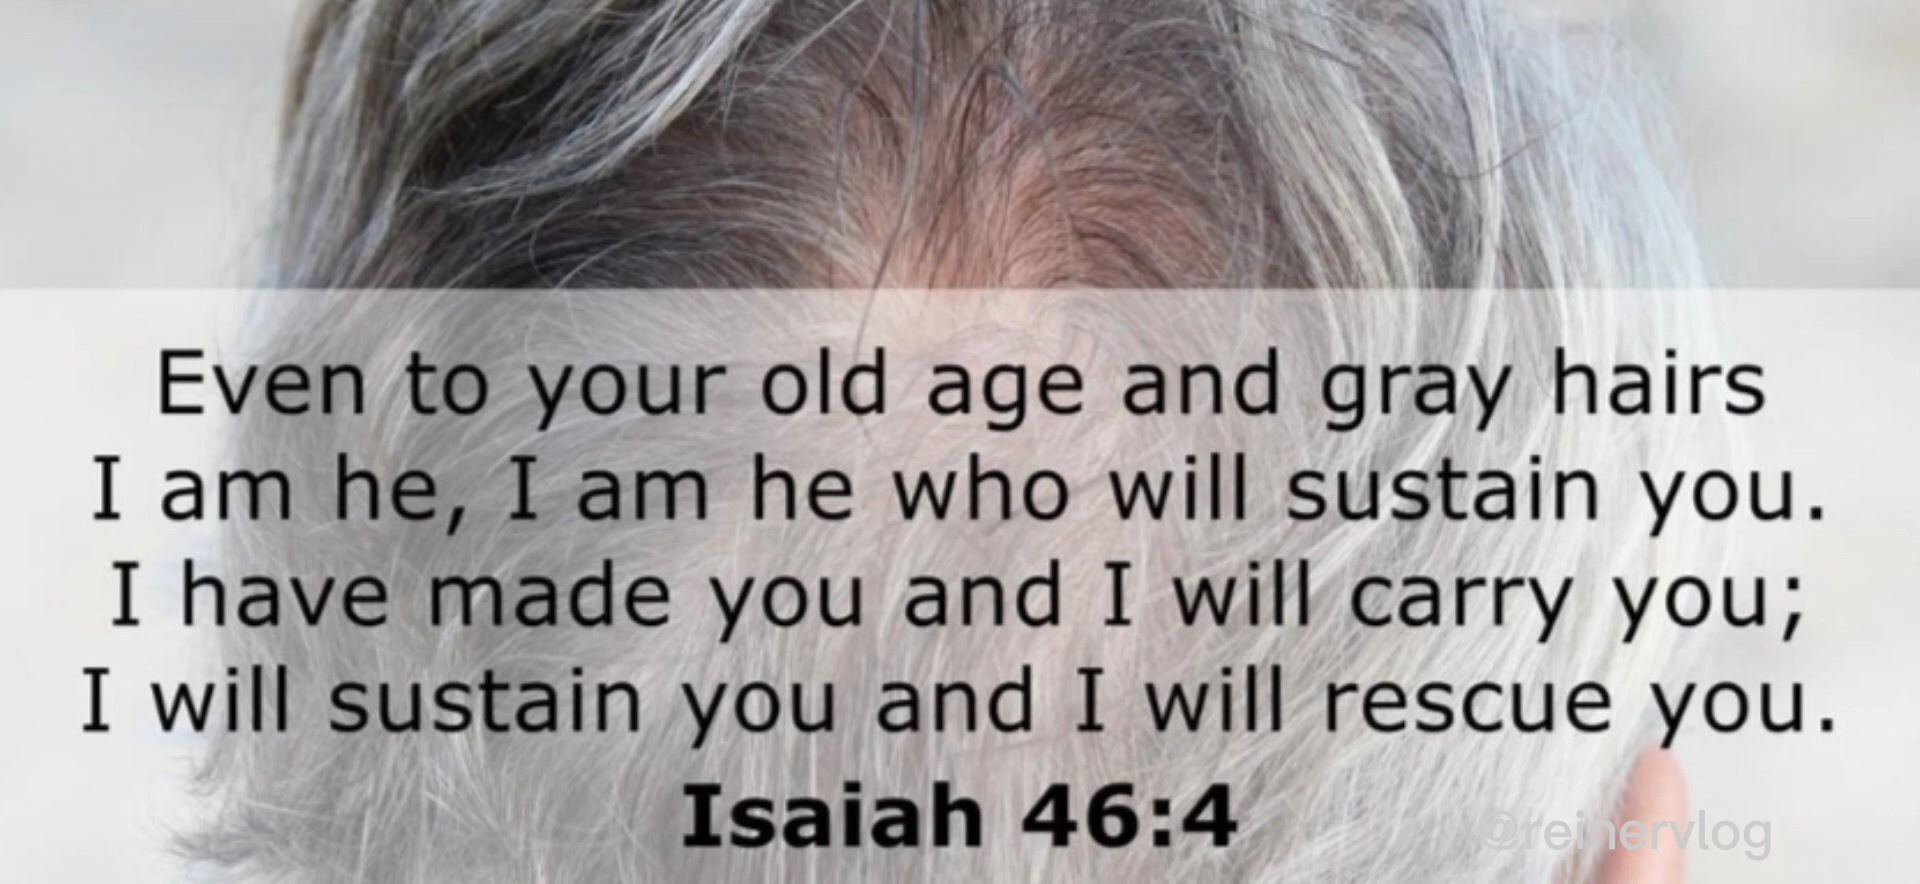 Even to your old age and gray hairs
I am he, I am he who will sustain you.
I have made you and I will carry you;
I will sustain you and I will rescue you.
Isaiah 46:4
@reinervlog